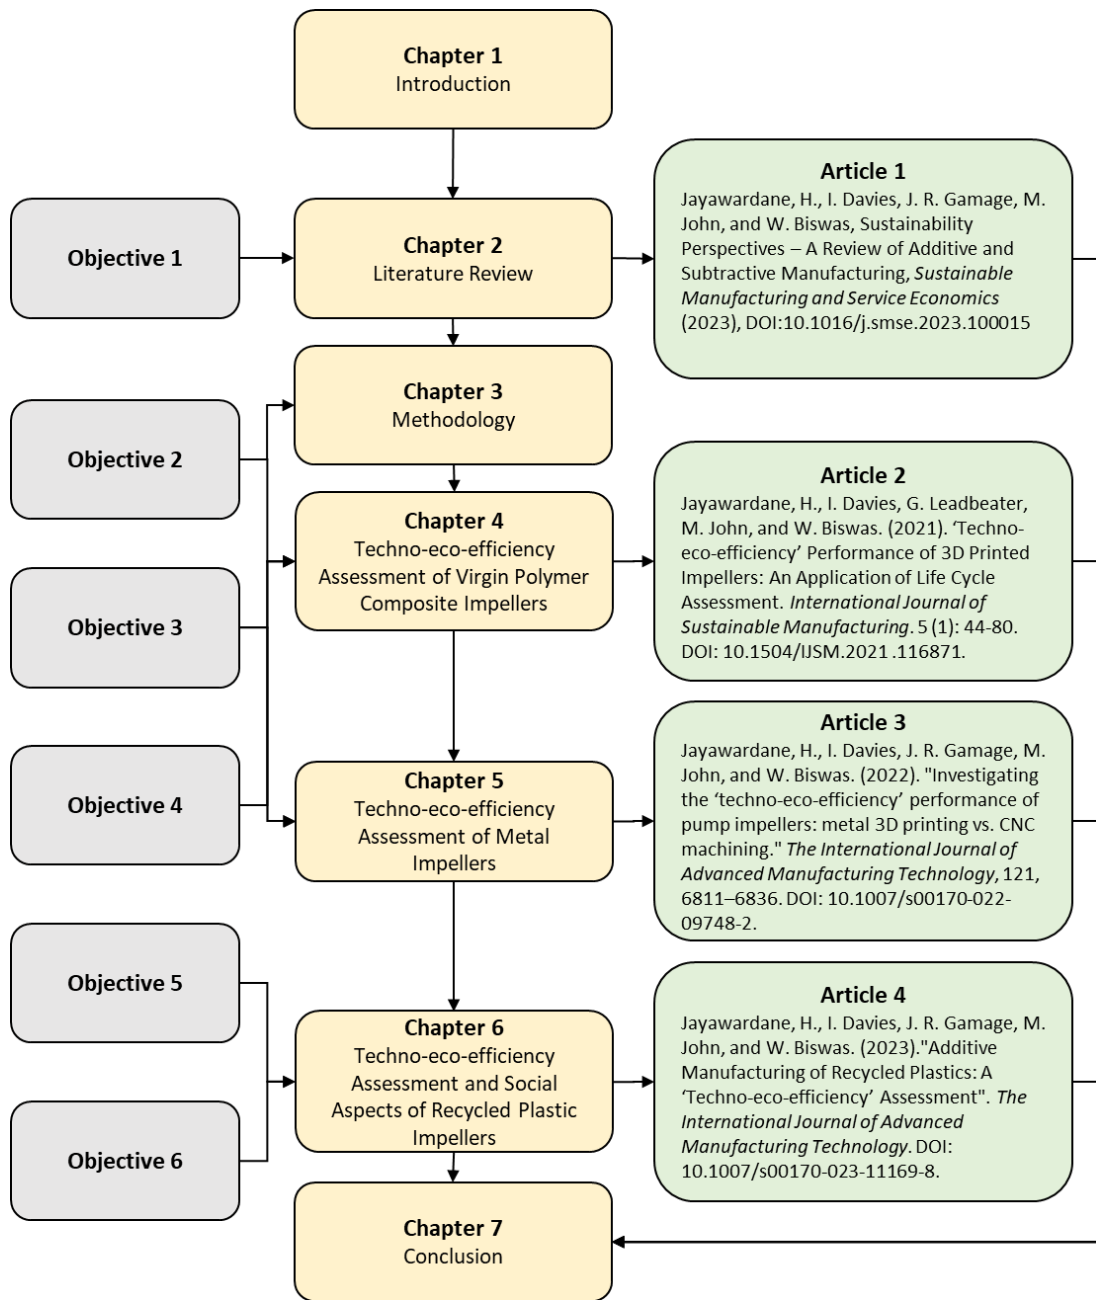 Chapter 1
Introduction
Objective 1
Chapter 2
Literature Review
Article 1
Jayawardane, H., I. Davies, J. R. Gamage, M.
John, and W. Biswas, Sustainability
Perspectives – A Review of Additive and
Subtractive Manufacturing, Sustainable
Manufacturing and Service Economics
(2023), DOI:10.1016/j.smse.2023.100015
Objective 2
Chapter 3
Methodology
Objective 3
Chapter 4
Techno-eco-efficiency
Assessment of Virgin Polymer
Composite Impellers
Article 2
Jayawardane, H., I. Davies, G. Leadbeater,
M. John, and W. Biswas. (2021). ‘Techno-
eco-efficiency’ Performance of 3D Printed
Impellers: An Application of Life Cycle
Assessment. International Journal of
Sustainable Manufacturing. 5 (1): 44-80.
DOI: 10.1504/IJSM.2021 .116871.
Objective 4
Chapter 5
Techno-eco-efficiency
Assessment of Metal
Impellers
Article 3
Jayawardane, H., I. Davies, J. R. Gamage, M.
John, and W. Biswas. (2022). "Investigating
the ‘techno-eco-efficiency’ performance of
pump impellers: metal 3D printing vs. CNC
machining." The International Journal of
Advanced Manufacturing Technology, 121,
6811–6836. DOI: 10.1007/s00170-022-
09748-2.
Objective 5
Objective 6
Chapter 6
Techno-eco-efficiency
Assessment and Social
Aspects of Recycled Plastic
Impellers
Article 4
Jayawardane, H., I. Davies, J. R. Gamage, M.
John, and W. Biswas. (2023)."Additive
Manufacturing of Recycled Plastics: A
‘Techno-eco-efficiency’ Assessment". The
International Journal of Advanced
Manufacturing Technology. DOI:
10.1007/s00170-023-11169-8.
Chapter 7
Conclusion